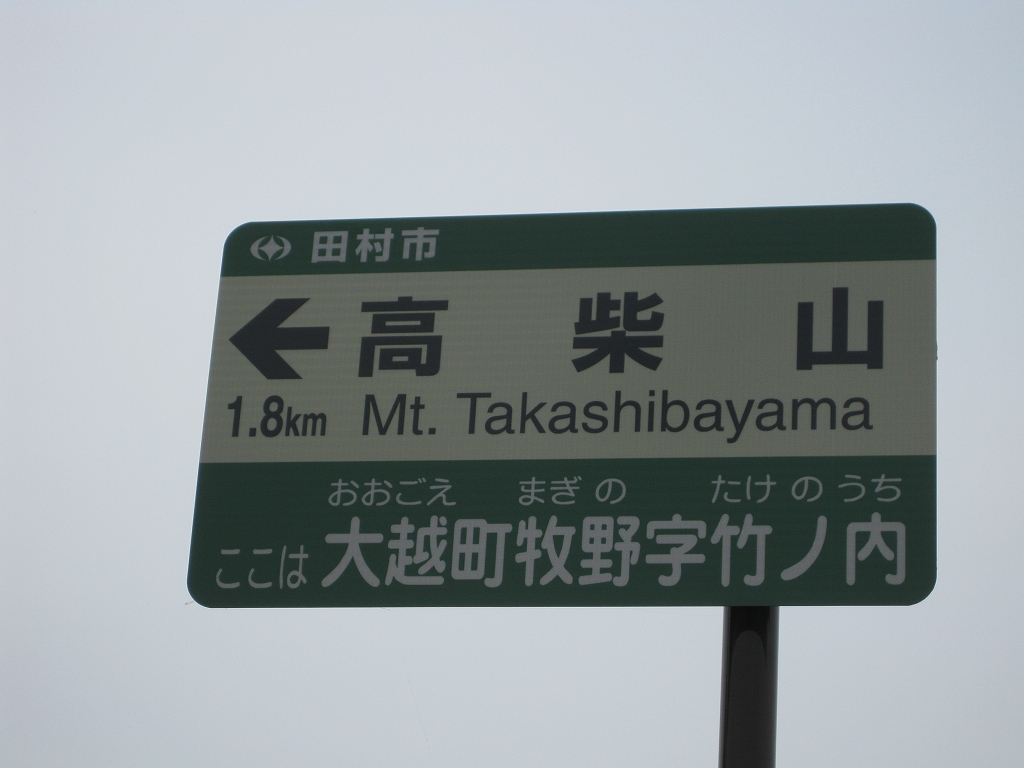 田村市
高柴山
1.8km Mt. Takashibayama
おおごえ まぎの たけのうち
ここは 大越町牧野字竹ノ内